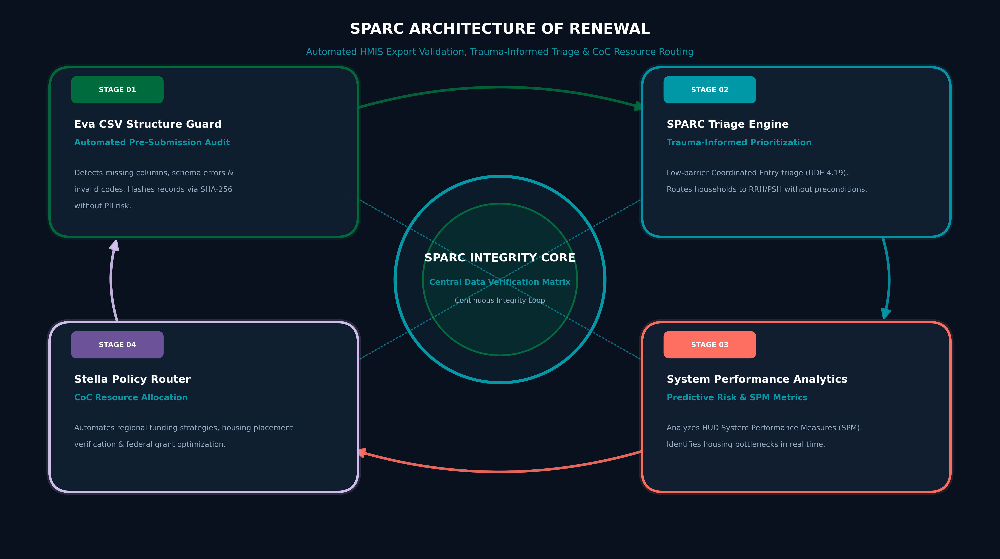 SPARC ARCHITECTURE OF RENEWAL
Automated HMIS Export Validation, Trauma-Informed Triage & CoC Resource Routing
STAGE 01
Eva CSV Structure Guard
Automated Pre-Submission Audit
Detects missing columns, schema errors &
invalid codes. Hashes records via SHA-256
without PII risk.
STAGE 02
SPARC Triage Engine
Trauma-Informed Prioritization
Low-barrier Coordinated Entry triage (UDE 4.19).
Routes households to RRH/PSH without preconditions.
SPARC INTEGRITY CORE
Central Data Verification Matrix
Continuous Integrity Loop
STAGE 04
Stella Policy Router
CoC Resource Allocation
Automates regional funding strategies, housing placement
verification & federal grant optimization.
STAGE 03
System Performance Analytics
Predictive Risk & SPM Metrics
Analyzes HUD System Performance Measures (SPM).
Identifies housing bottlenecks in real time.